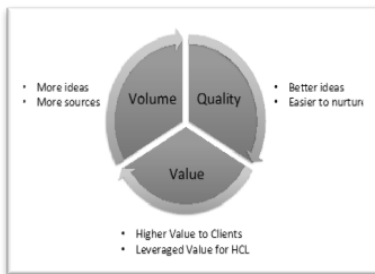 • More ideas
• More sources
Volume
Quality
• Better ideas
• Easier to nurture
Value
• Higher Value to Clients
• Leveraged Value for HCL